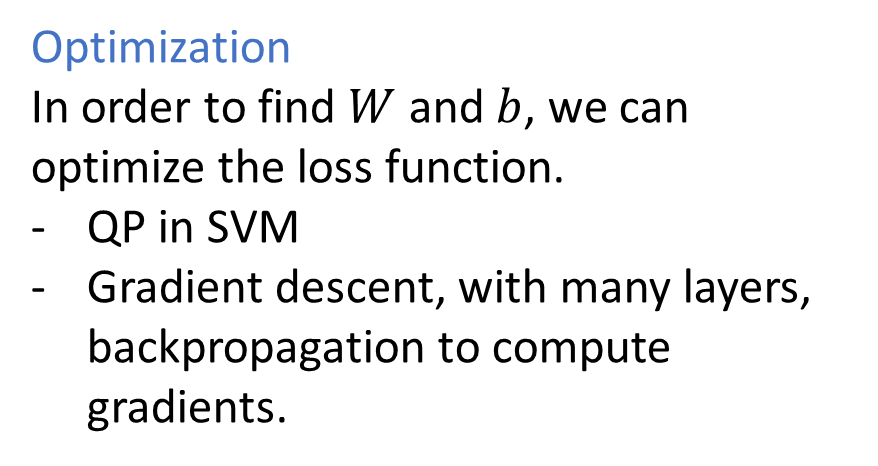 Optimization
In order to find W and b, we can
optimize the loss function.
- QP in SVM
- Gradient descent, with many layers,
backpropagation to compute
gradients.